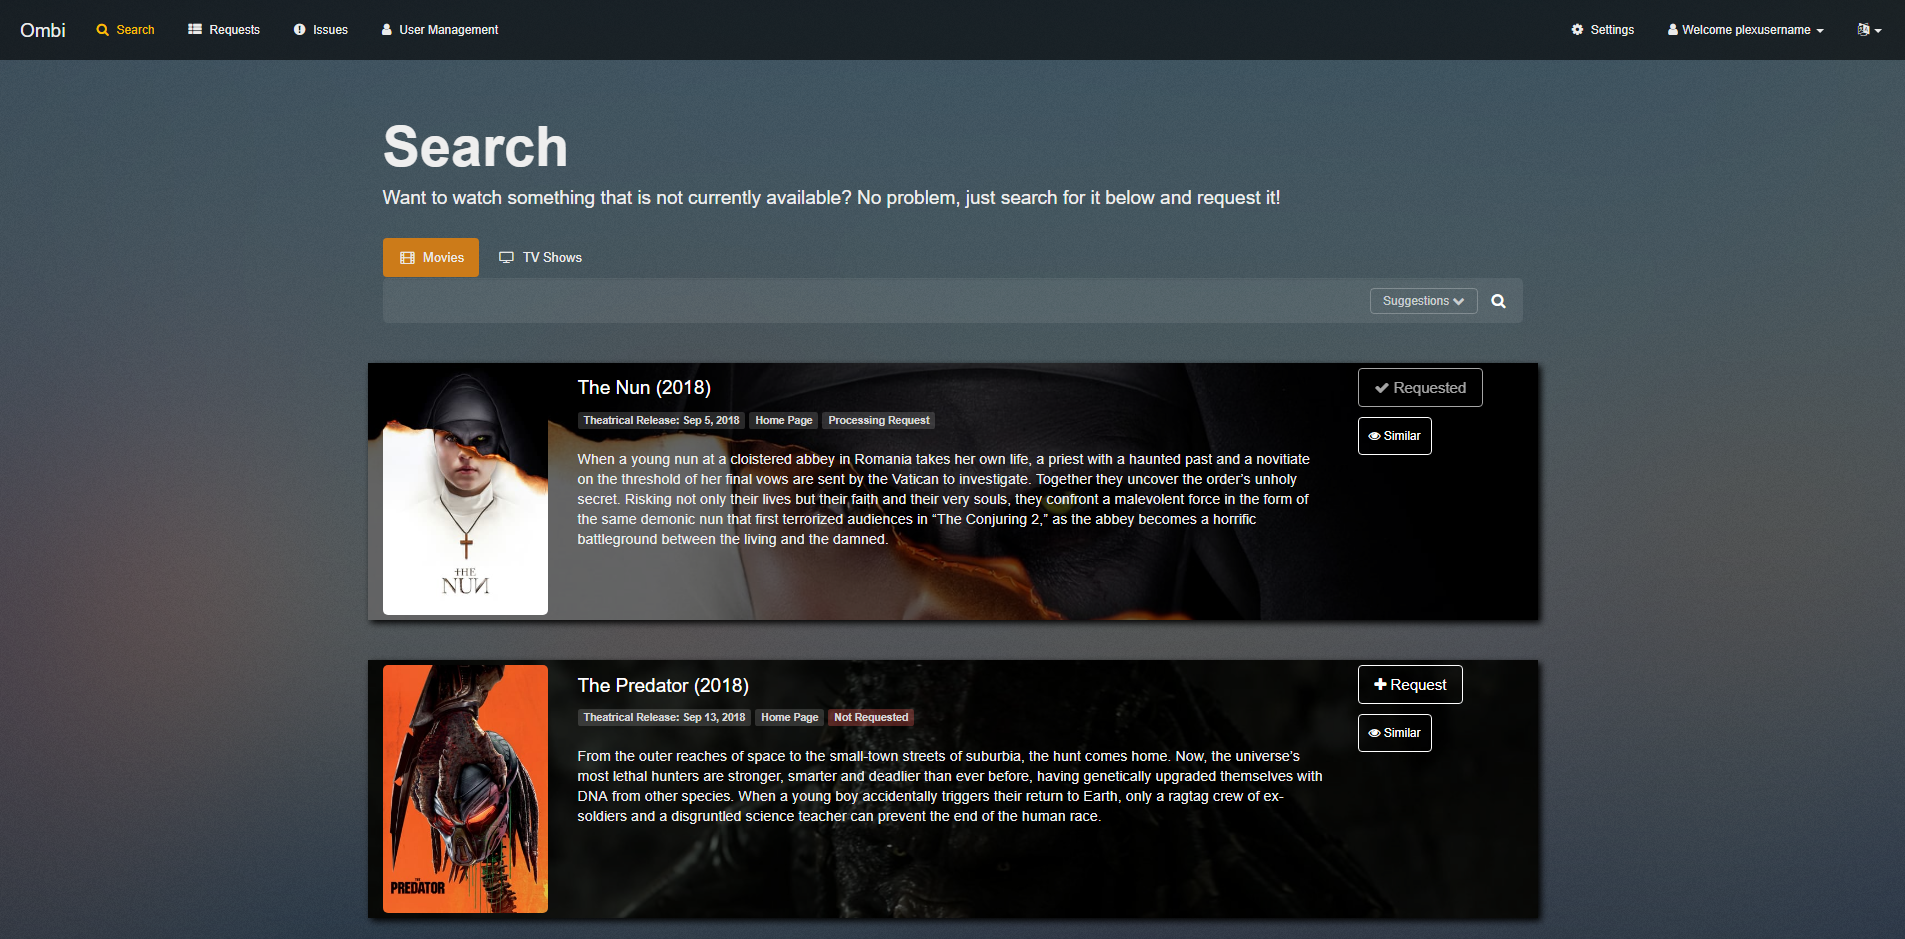 Ombi
Search
Requests
Issues
User Management
Settings
Welcome plexusername
Search
Want to watch something that is not currently available? No problem, just search for it below and request it!
Movies
TV Shows
Suggestions
The Nun (2018)
Theatrical Release: Sep 5, 2018
Home Page
Processing Request
When a young nun at a cloistered abbey in Romania takes her own life, a priest with a haunted past and a novitiate
on the threshold of her final vows are sent by the Vatican to investigate. Together they uncover the order’s unholy
secret. Risking not only their lives but their faith and their very souls, they confront a malevolent force in the form of
the same demonic nun that first terrorized audiences in “The Conjuring 2,” as the abbey becomes a horrific
battleground between the living and the damned.
Requested
Similar
THE
NUN
The Predator (2018)
Theatrical Release: Sep 13, 2018
Home Page
Not Requested
From the outer reaches of space to the small-town streets of suburbia, the hunt comes home. Now, the universe’s
most lethal hunters are stronger, smarter and deadlier than ever before, having genetically upgraded themselves with
DNA from other species. When a young boy accidentally triggers their return to Earth, only a ragtag crew of ex-
soldiers and a disgruntled science teacher can prevent the end of the human race.
Request
Similar
THE
PREDATOR